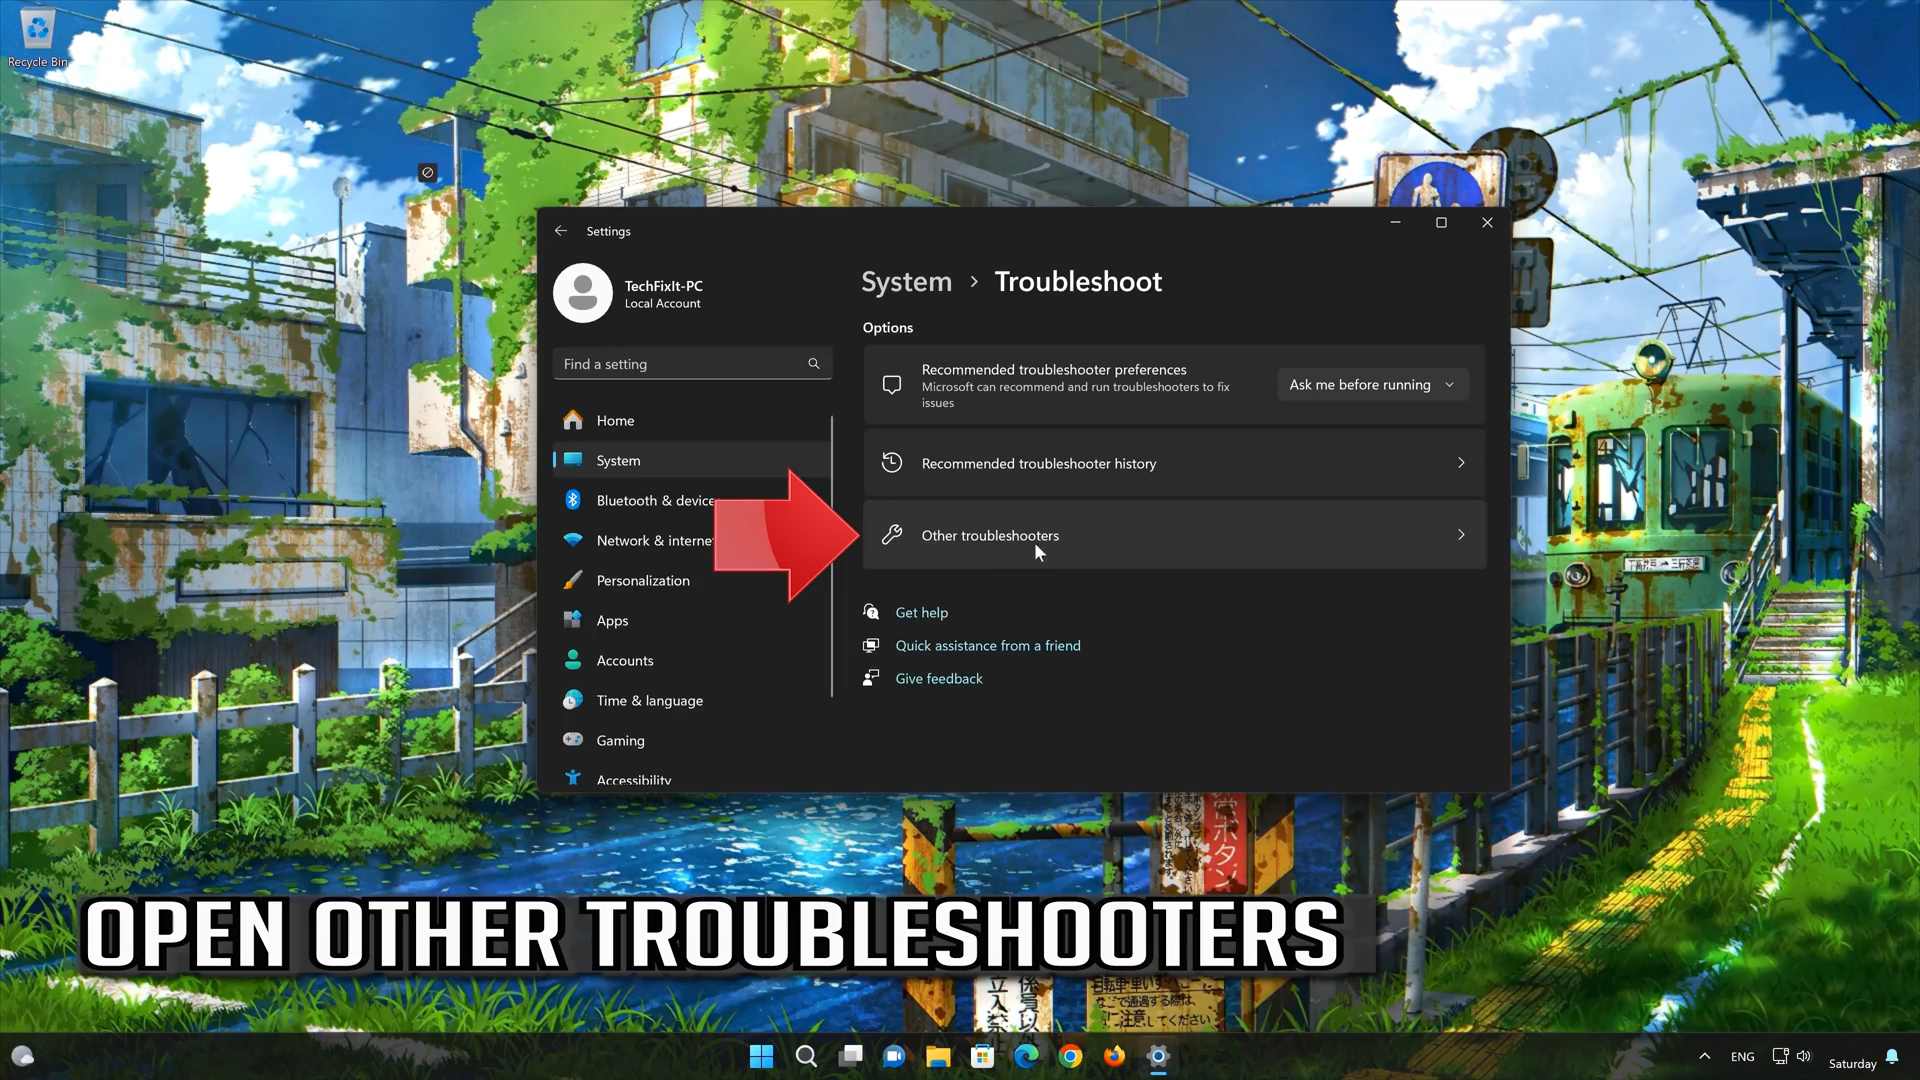 Recycle Bin
Settings
TechFixIt-PC
Local Account
Find a setting
Home
System
Bluetooth & device
Network & interne
Personalization
Apps
Accounts
Time & language
Gaming
Accessibility
System > Troubleshoot
Options
Recommended troubleshooter preferences
Microsoft can recommend and run troubleshooters to fix
issues
Ask me before running
Recommended troubleshooter history
Other troubleshooters
Get help
Quick assistance from a friend
Give feedback
OPEN OTHER TROUBLESHOOTERS
ENG
Saturday